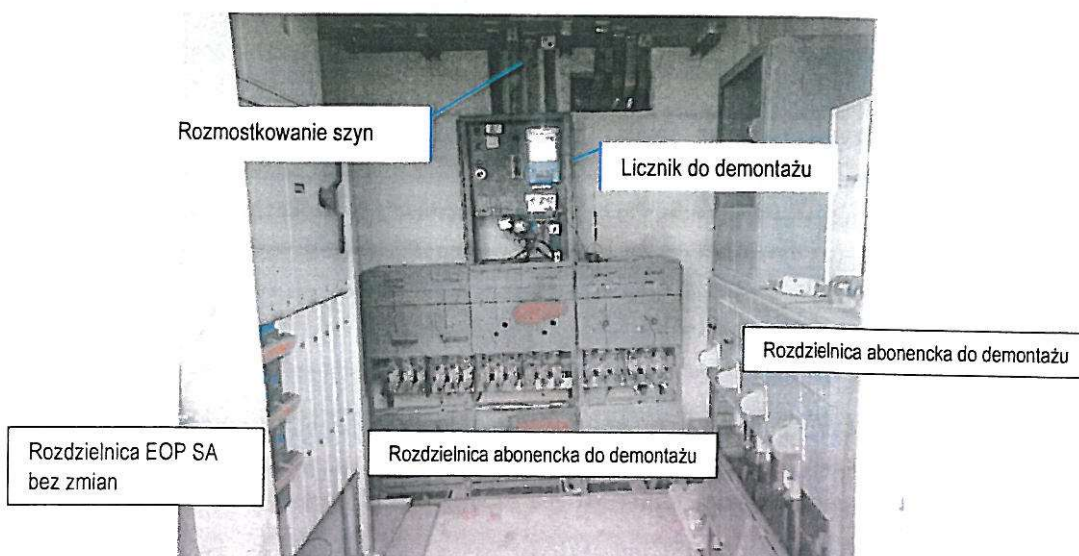 Rozmostkowanie szyn
Licznik do demontażu
Rozdzielnica abonencka do demontażu
Rozdzielnica EOP SA
bez zmian
Rozdzielnica abonencka do demontażu